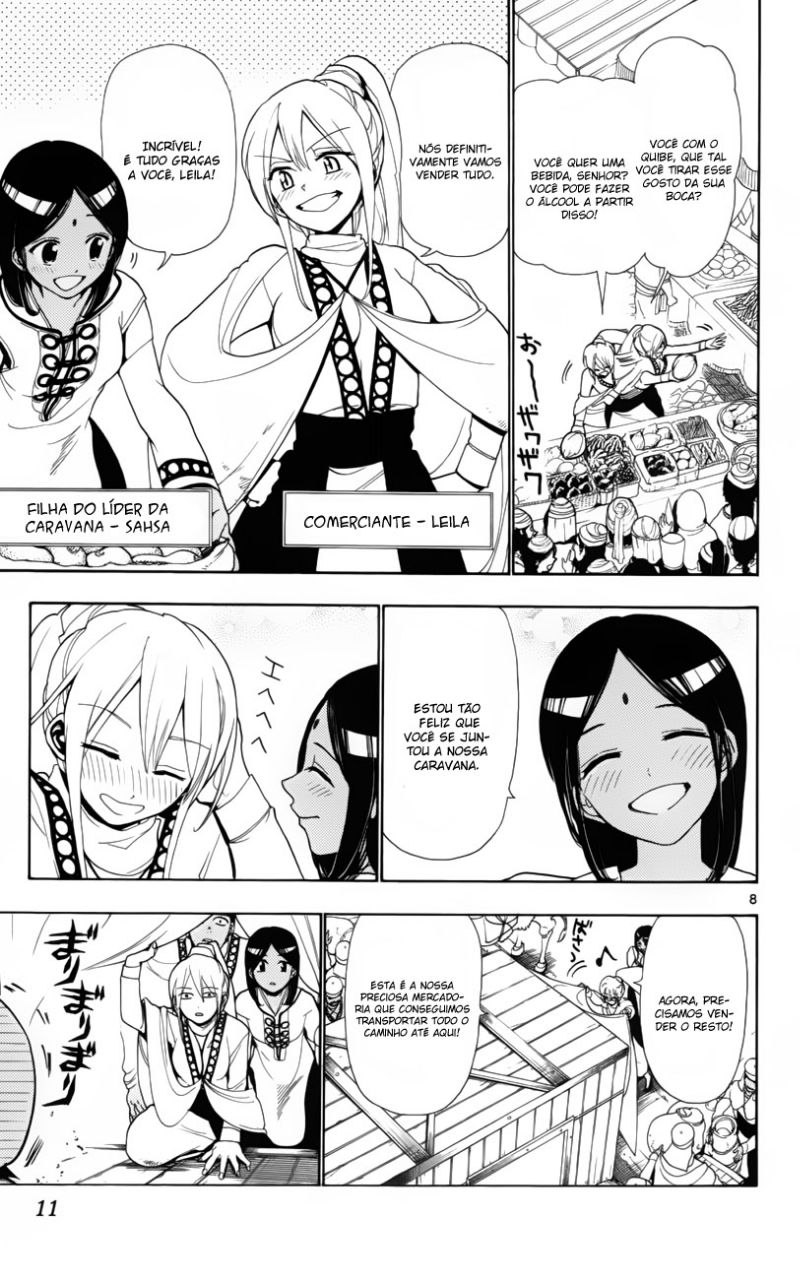 VOCÊ COM O
QUIBE, QUE TAL
VOCÊ TIRAR ESSE
GOSTO DA SUA
BOCA?
VOCÊ QUER UMA
BEBIDA, SENHOR?
VOCÊ PODE FAZER
O ÁLCOOL A PARTIR
DISSO!
NÓS DEFINITI-
VAMENTE VAMOS
VENDER TUDO.
INCRÍVEL!
É TUDO GRAÇAS
A VOCÊ, LEILA!
COMERCIANTE - LEILA
FILHA DO LÍDER DA
CARAVANA - SAHSA
ESTOU TÃO
FELIZ QUE
VOCÊ SE JUN-
TOU A NOSSA
CARAVANA.
エヘヘヘ
8
AGORA, PRE-
CISAMOS VEN-
DER O RESTO!
ESTA É A NOSSA
PRECIOSA MERCADO-
RIA QUE CONSEGUIMOS
TRANSPORTAR TODO O
CAMINHO ATÉ AQUI!
まりまり
まりまり
11